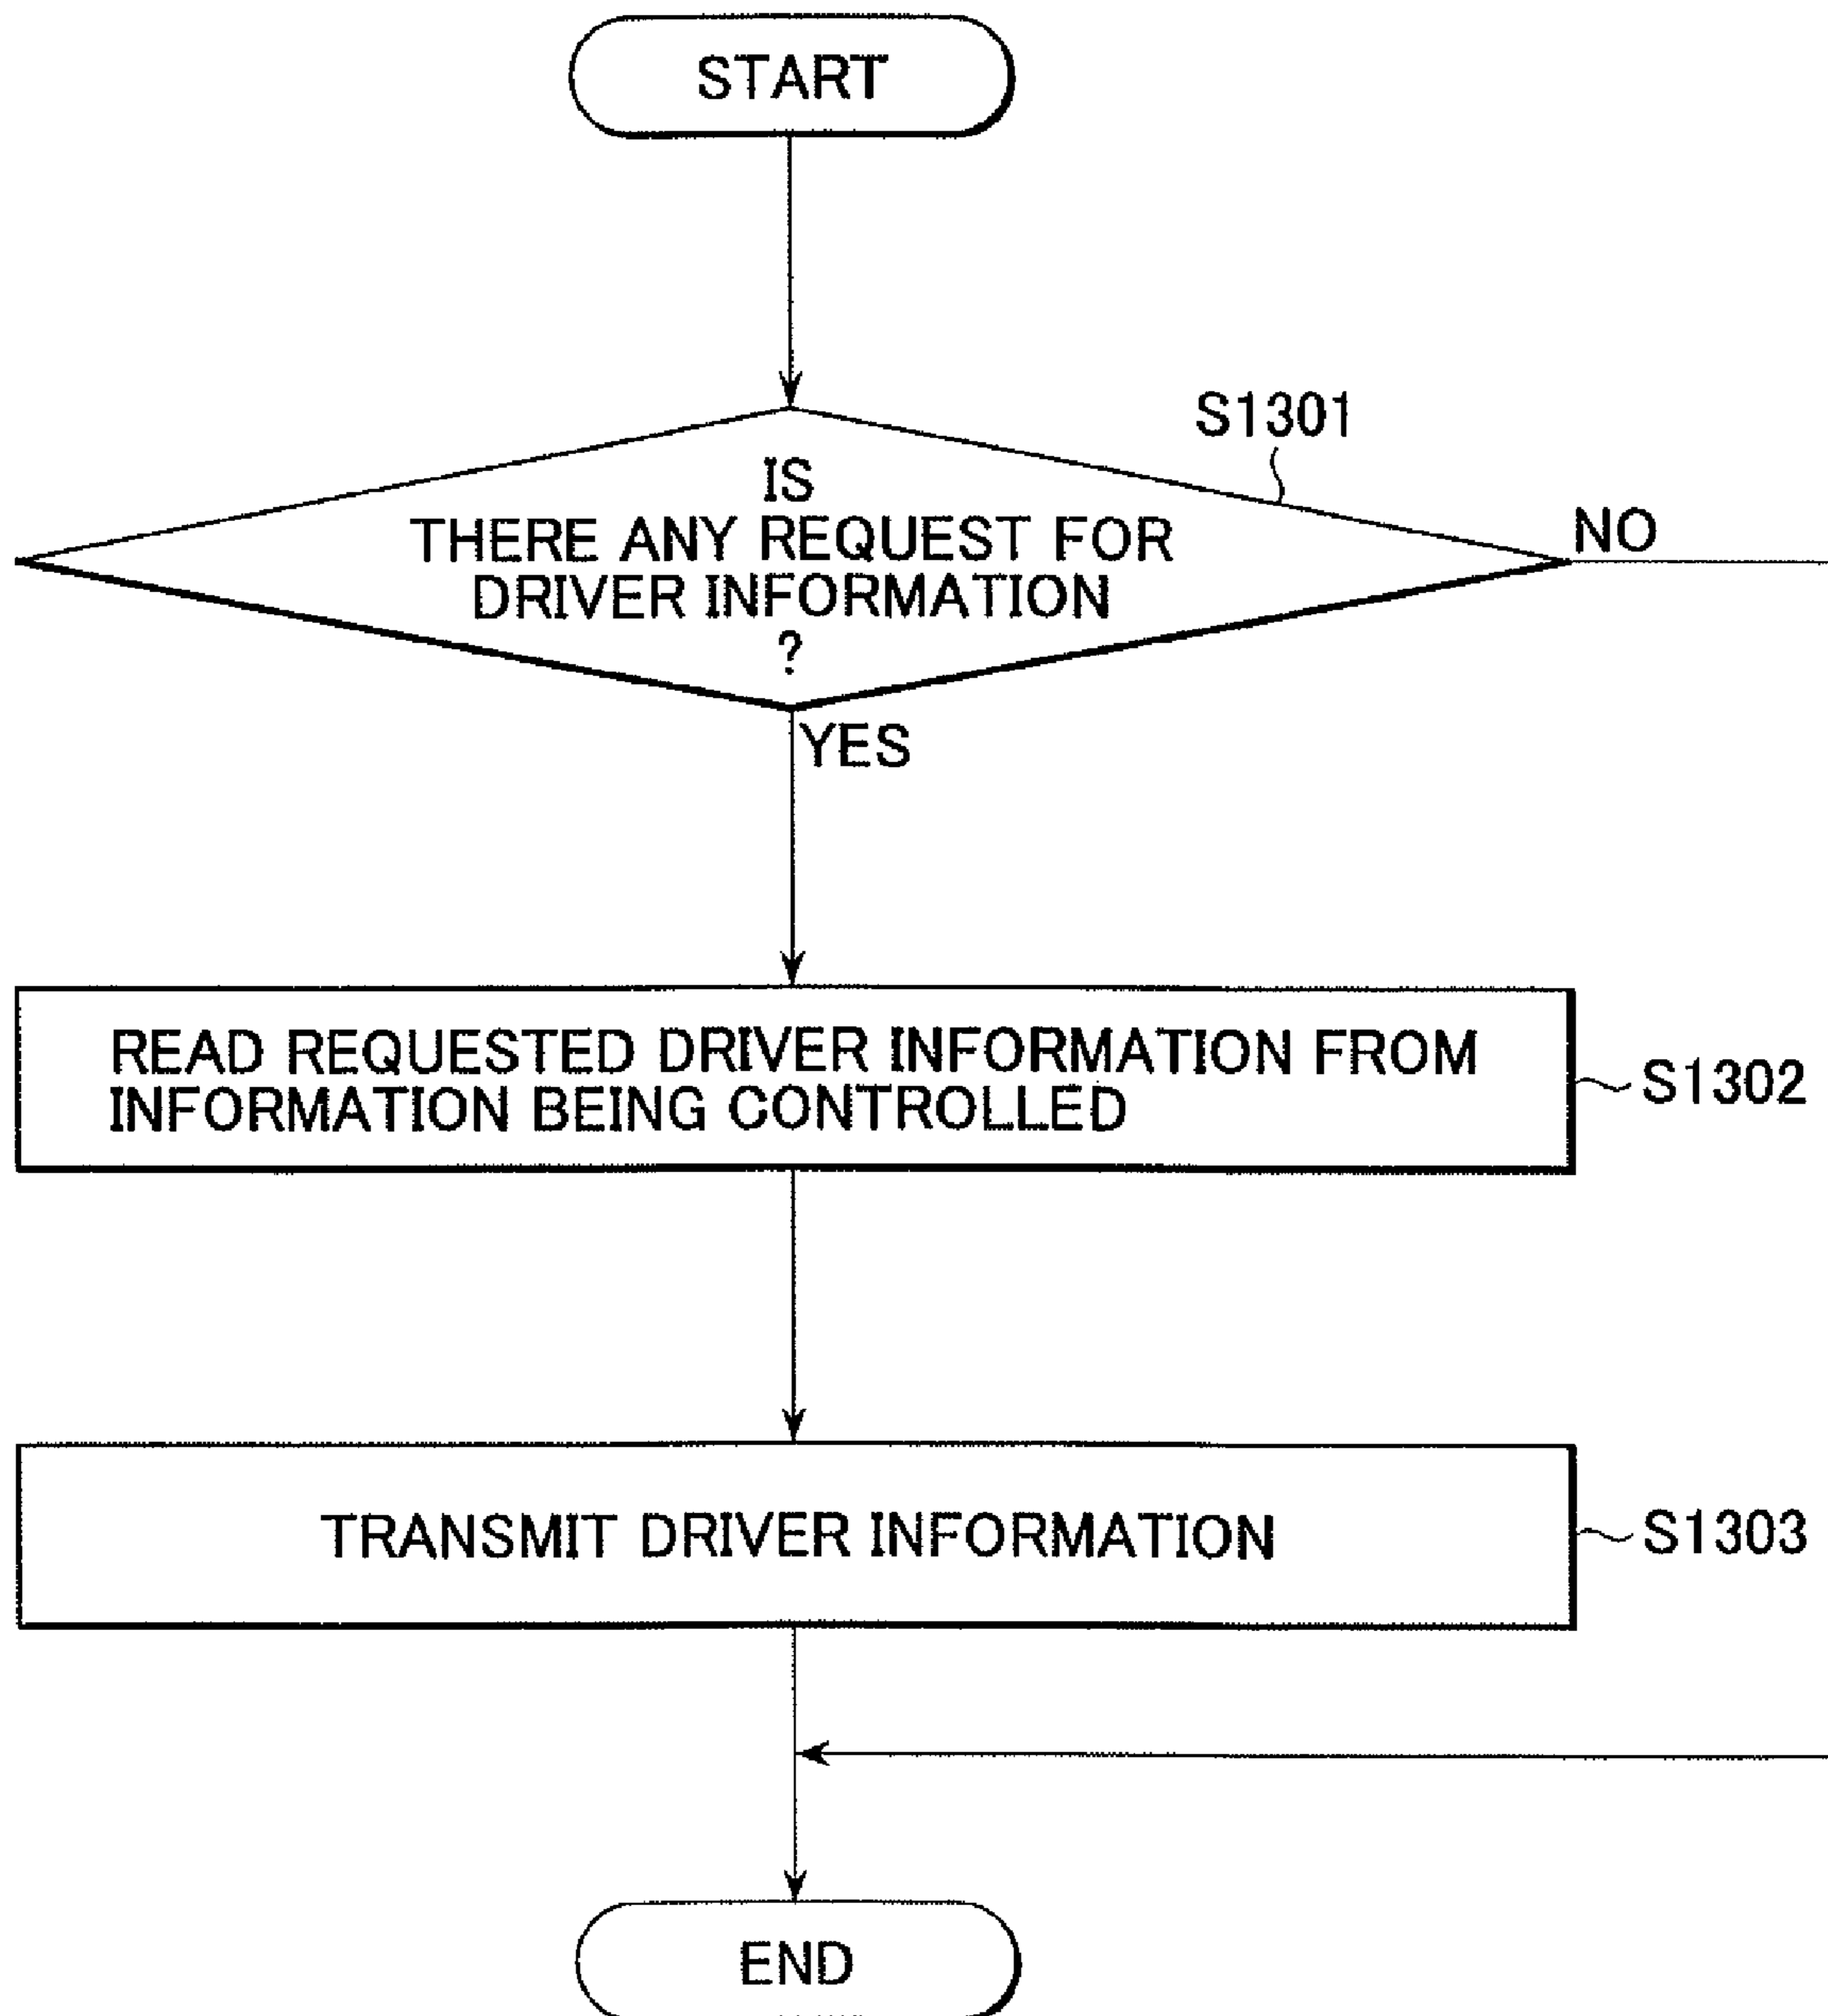 START
S1301
IS
THERE ANY REQUEST FOR
DRIVER INFORMATION
?
NO
YES
READ REQUESTED DRIVER INFORMATION FROM
INFORMATION BEING CONTROLLED
S1302
TRANSMIT DRIVER INFORMATION
S1303
END